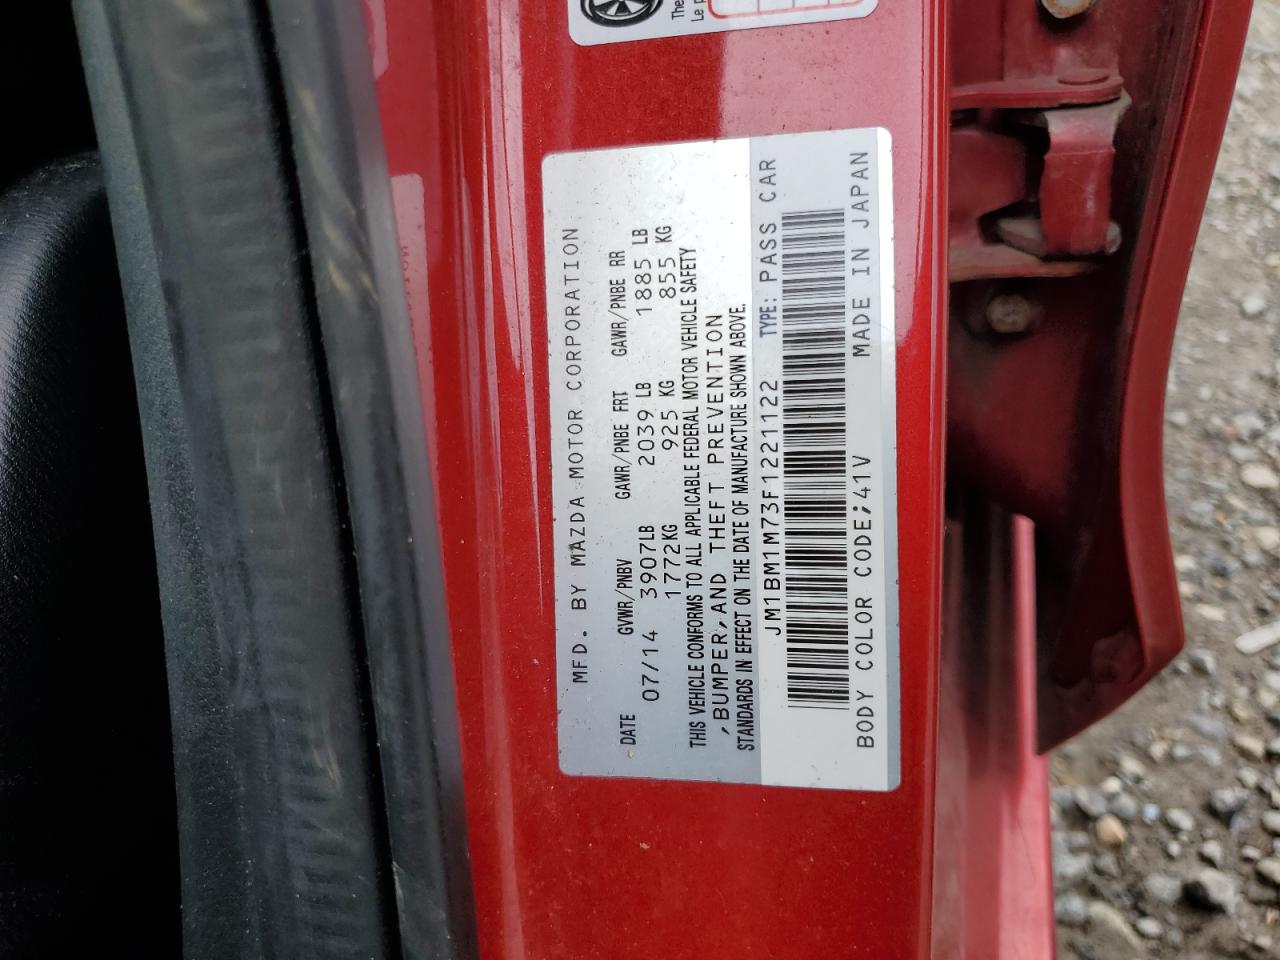 The
Le p
MFD. BY MAZDA MOTOR CORPORATION
DATE GVWR/PNBV GAWR/PNBE FRT GAWR/PNBE RR
07/14 3907LB 2039 LB 1885 LB
1772KG 925 KG 855 KG
THIS VEHICLE CONFORMS TO ALL APPLICABLE FEDERAL MOTOR VEHICLE SAFETY
,BUMPER,AND THEFT PREVENTION
STANDARDS IN EFFECT ON THE DATE OF MANUFACTURE SHOWN ABOVE.
JM1BM1M73F1221122 TYPE: PASS CAR
BODY COLOR CODE;41V MADE IN JAPAN